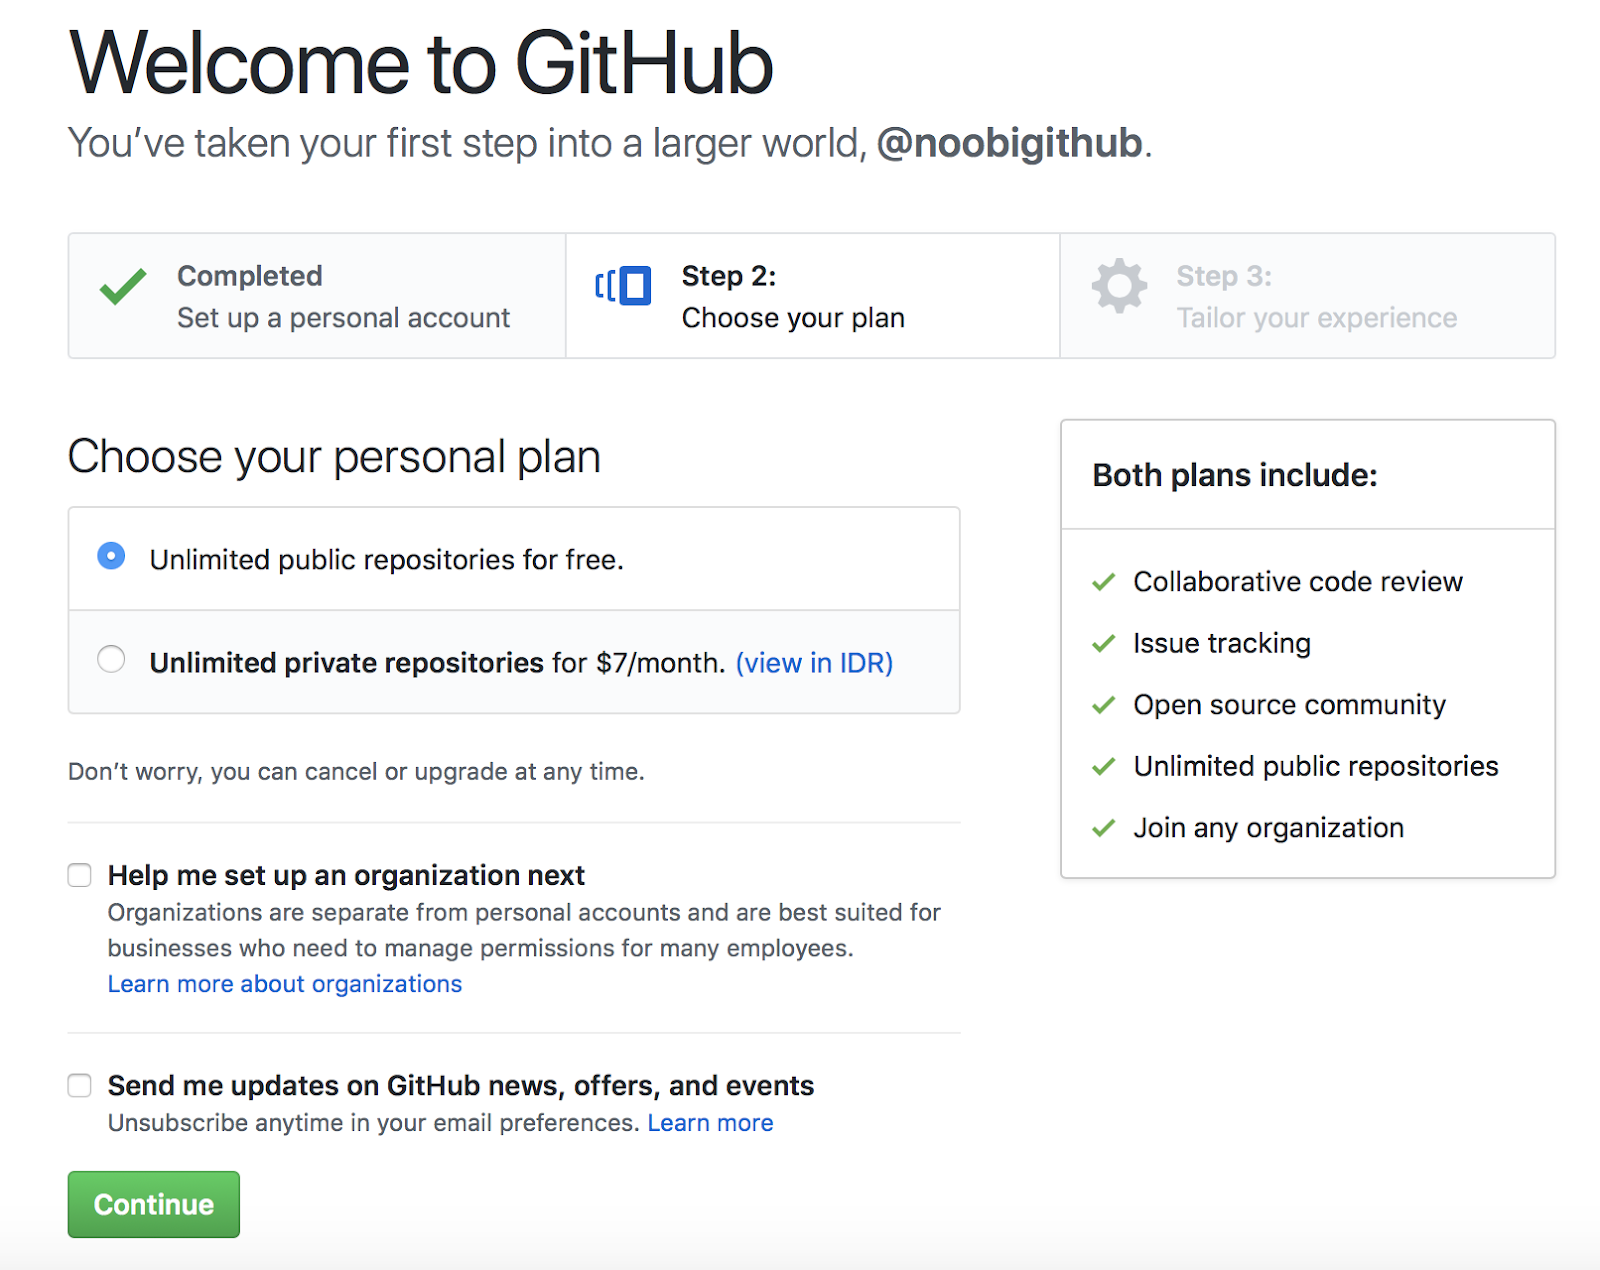 Welcome to GitHub
You’ve taken your first step into a larger world, @noobigithub.
Completed
Set up a personal account
Step 2:
Choose your plan
Step 3:
Tailor your experience
Choose your personal plan
Unlimited public repositories for free.
Unlimited private repositories for $7/month. (view in IDR)
Don’t worry, you can cancel or upgrade at any time.
Help me set up an organization next
Organizations are separate from personal accounts and are best suited for
businesses who need to manage permissions for many employees.
Learn more about organizations
Send me updates on GitHub news, offers, and events
Unsubscribe anytime in your email preferences. Learn more
Continue
Both plans include:
Collaborative code review
Issue tracking
Open source community
Unlimited public repositories
Join any organization